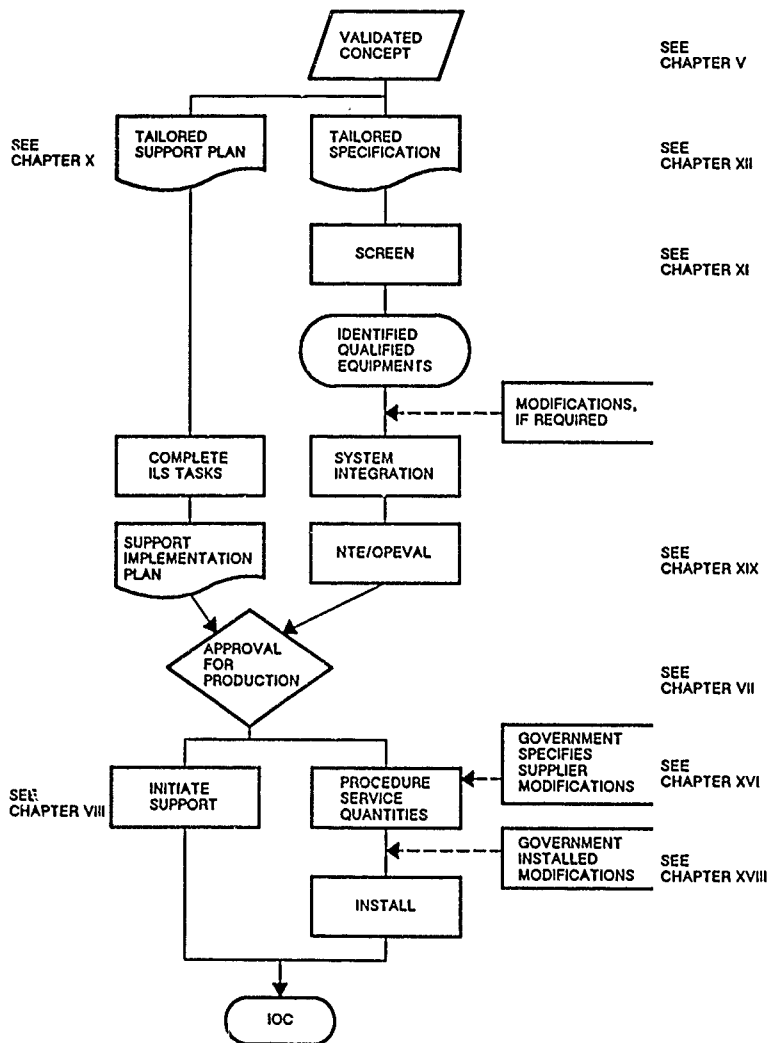 VALIDATED
CONCEPT
SEE
CHAPTER V
SEE
CHAPTER X
TAILORED
SUPPORT PLAN
TAILORED
SPECIFICATION
SEE
CHAPTER XII
SCREEN
SEE
CHAPTER XI
IDENTIFIED
QUALIFIED
EQUIPMENTS
MODIFICATIONS,
IF REQUIRED
COMPLETE
ILS TASKS
SYSTEM
INTEGRATION
SUPPORT
IMPLEMENTATION
PLAN
NTE/OPEVAL
SEE
CHAPTER XIX
APPROVAL
FOR
PRODUCTION
SEE
CHAPTER VII
SEE
CHAPTER VIII
INITIATE
SUPPORT
PROCEDURE
SERVICE
QUANTITIES
GOVERNMENT
SPECIFIES
SUPPLIER
MODIFICATIONS
SEE
CHAPTER XVI
GOVERNMENT
INSTALLED
MODIFICATIONS
SEE
CHAPTER XVIII
INSTALL
IOC